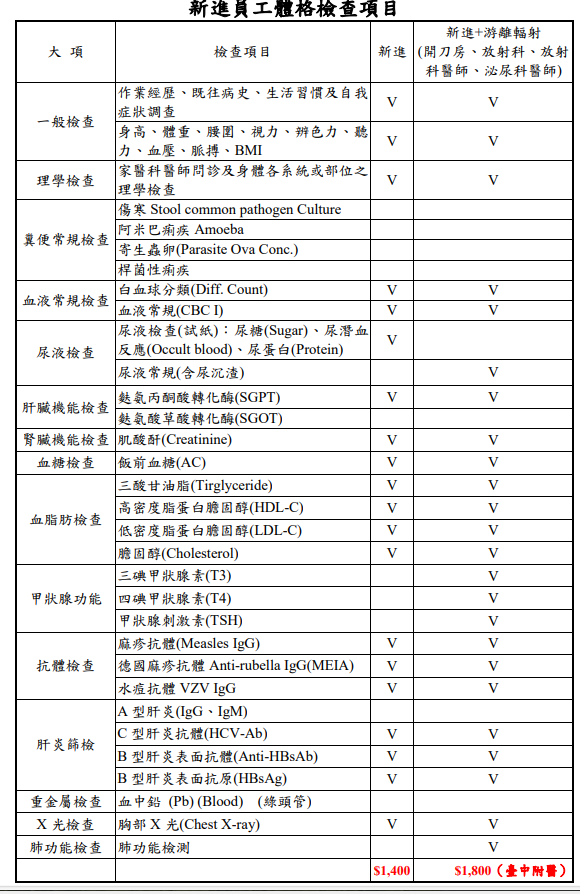 新進員工體格檢查項目
大 項 檢查項目 新進 新進+游離輻射
(開刀房、放射科、放射
科醫師、泌尿科醫師)
一般檢查 作業經歷、既往病史、生活習慣及自我
症狀調查 V V
身高、體重、腰圍、視力、辨色力、聽
力、血壓、脈搏、BMI V V
理學檢查 家醫科醫師問診及身體各系統或部位之
理學檢查 V V
糞便常規檢查 傷寒 Stool common pathogen Culture
阿米巴痢疾 Amoeba
寄生蟲卵(Parasite Ova Conc.)
桿菌性痢疾
血液常規檢查 白血球分類(Diff. Count) V V
血液常規(CBC I) V V
尿液檢查 尿液檢查(試紙)：尿糖(Sugar)、尿潛血
反應(Occult blood)、尿蛋白(Protein) V
尿液常規(含尿沉渣) V
肝臟機能檢查 麩氨丙酮酸轉化酶(SGPT) V V
麩氨酸草酸轉化酶(SGOT)
腎臟機能檢查 肌酸酐(Creatinine) V V
血糖檢查 飯前血糖(AC) V V
血脂肪檢查 三酸甘油脂(Tirglyceride) V V
高密度脂蛋白膽固醇(HDL-C) V V
低密度脂蛋白膽固醇(LDL-C) V V
膽固醇(Cholesterol) V V
甲狀腺功能 三碘甲狀腺素(T3) V
四碘甲狀腺素(T4) V
甲狀腺刺激素(TSH) V
抗體檢查 麻疹抗體(Measles IgG) V V
德國麻疹抗體 Anti-rubella IgG(MEIA) V V
水痘抗體 VZV IgG V V
肝炎篩檢 A 型肝炎(IgG、IgM)
C 型肝炎抗體(HCV-Ab) V V
B 型肝炎表面抗體(Anti-HBsAb) V V
B 型肝炎表面抗原(HBsAg) V V
重金屬檢查 血中鉛 (Pb) (Blood) (綠頭管)
X 光檢查 胸部 X 光(Chest X-ray) V V
肺功能檢查 肺功能檢測 V
$1,400 $1,800（臺中附醫）